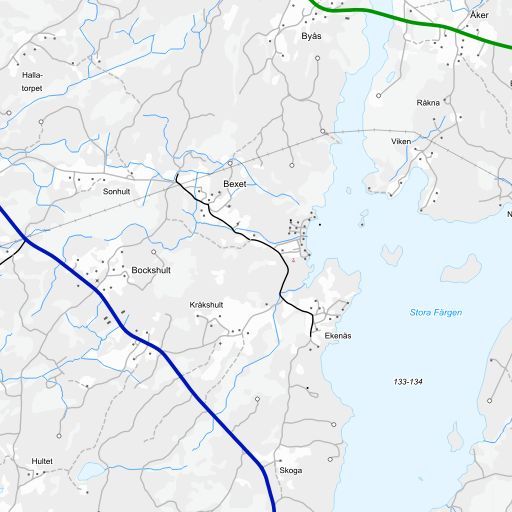 Åker
Byås
Halla-
torpet
Råkna
Viken
Sonhult
Bexet
N
Bockshult
Kråkshult
Stora Färgen
Ekenäs
133-134
Hultet
Skoga